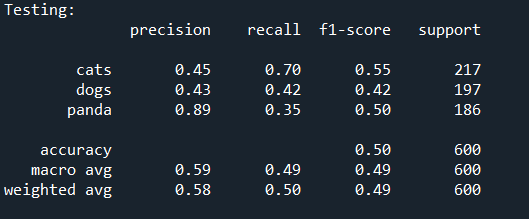 Testing:
precision recall f1-score support
cats 0.45 0.70 0.55 217
dogs 0.43 0.42 0.42 197
panda 0.89 0.35 0.50 186
accuracy 0.50 600
macro avg 0.59 0.49 0.49 600
weighted avg 0.58 0.50 0.49 600